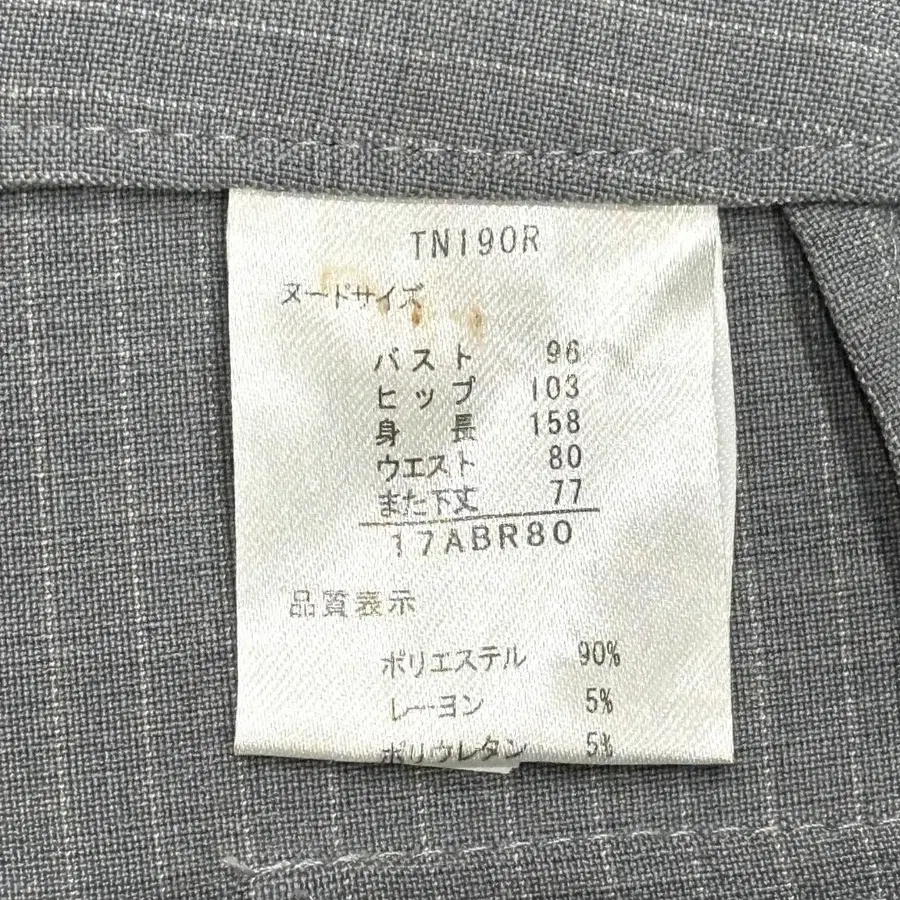 TN190R
ヌードサイズ
バスト 96
ヒップ 103
身長 158
ウエスト 80
また下丈 77
17ABR80
品質表示
ポリエステル 90%
レーヨン 5%
ポリウレタン 5%